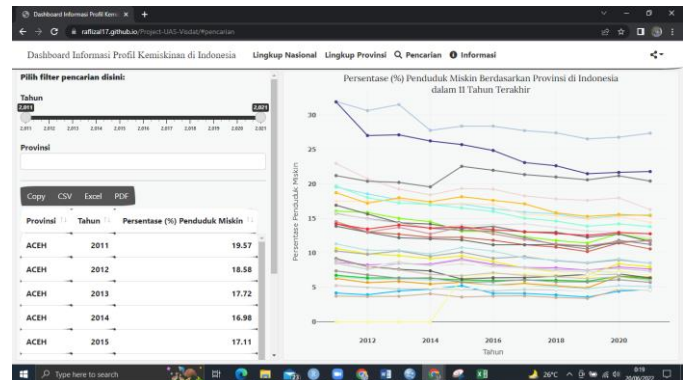 Dashboard Informasi Profil Kemi
raflizal17.github.io/Project-UAS-Visdat/#pencarian
Dashboard Informasi Profil Kemiskinan di Indonesia Lingkup Nasional Lingkup Provinsi Pencarian Informasi
Pilih filter pencarian disini:
Tahun
2,011 2,021
2,011 2,012 2,013 2,014 2,015 2,016 2,017 2,018 2,019 2,020 2,021
Provinsi
Copy CSV Excel PDF
Provinsi Tahun Persentase (%) Penduduk Miskin
ACEH 2011 19.57
ACEH 2012 18.58
ACEH 2013 17.72
ACEH 2014 16.98
ACEH 2015 17.11
Persentase (%) Penduduk Miskin Berdasarkan Provinsi di Indonesia
dalam 11 Tahun Terakhir
Persentase Penduduk Miskin
30
25
20
15
10
5
0
2012 2014 2016 2018 2020
Tahun
Type here to search
26°C
0:19
20/06/2022